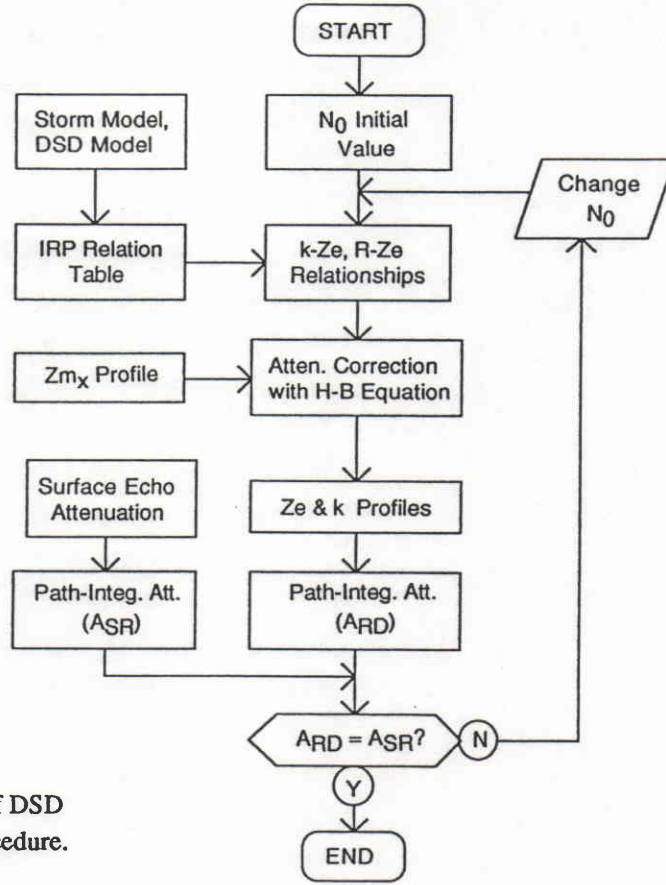 START
N0 Initial
Value
Storm Model,
DSD Model
Change
N0
IRP Relation
Table
k-Ze, R-Ze
Relationships
Zmx Profile
Atten. Correction
with H-B Equation
Surface Echo
Attenuation
Ze & k Profiles
Path-Integ. Att.
(ASR)
Path-Integ. Att.
(ARD)
ARD = ASR?
N
Y
END
DSD
cedure.